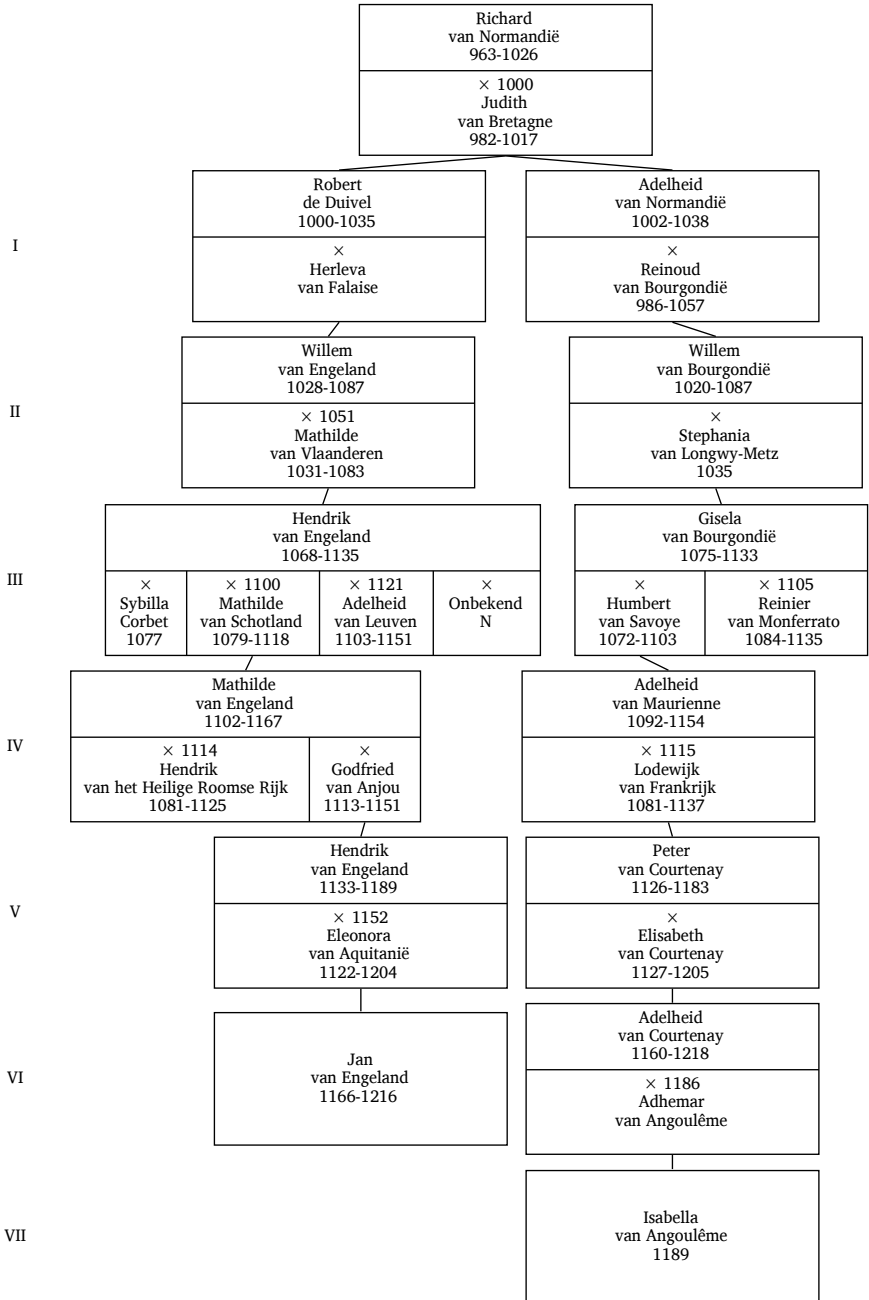 Richard
van Normandië
963-1026
× 1000
Judith
van Bretagne
982-1017
I
Robert
de Duivel
1000-1035
×
Herleva
van Falaise
Adelheid
van Normandië
1002-1038
×
Reinoud
van Bourgondië
986-1057
II
Willem
van Engeland
1028-1087
× 1051
Mathilde
van Vlaanderen
1031-1083
Willem
van Bourgondië
1020-1087
×
Stephania
van Longwy-Metz
1035
III
Hendrik
van Engeland
1068-1135
×
Sybilla
Corbet
1077
× 1100
Mathilde
van Schotland
1079-1118
× 1121
Adelheid
van Leuven
1103-1151
×
Onbekend
N
Gisela
van Bourgondië
1075-1133
×
Humbert
van Savoye
1072-1103
× 1105
Reinier
van Monferrato
1084-1135
IV
Mathilde
van Engeland
1102-1167
× 1114
Hendrik
van het Heilige Roomse Rijk
1081-1125
×
Godfried
van Anjou
1113-1151
Adelheid
van Maurienne
1092-1154
× 1115
Lodewijk
van Frankrijk
1081-1137
V
Hendrik
van Engeland
1133-1189
× 1152
Eleonora
van Aquitanië
1122-1204
Peter
van Courtenay
1126-1183
×
Elisabeth
van Courtenay
1127-1205
VI
Jan
van Engeland
1166-1216
Adelheid
van Courtenay
1160-1218
× 1186
Adhemar
van Angoulême
VII
Isabella
van Angoulême
1189